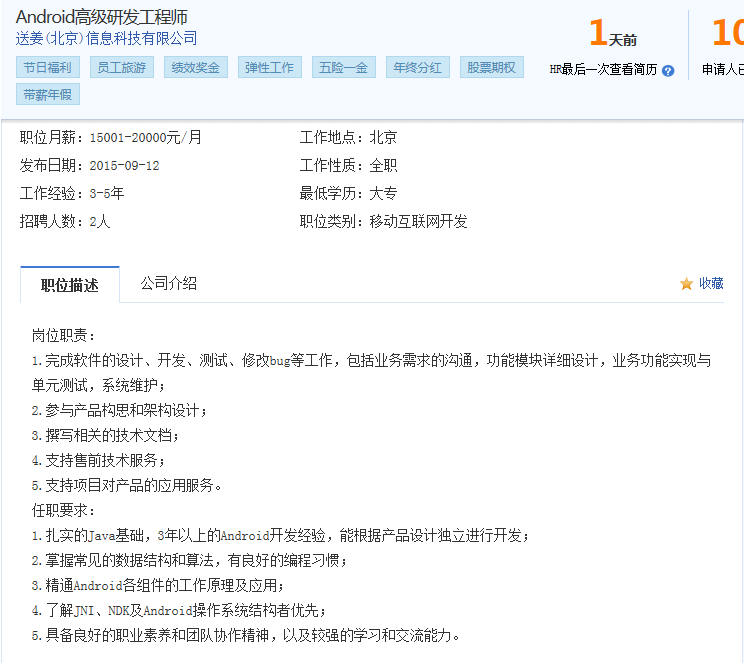 Android高级研发工程师
送姜(北京)信息科技有限公司
节日福利 员工旅游 绩效奖金 弹性工作 五险一金 年终分红 股票期权
带薪年假
1天前
HR最后一次查看简历 ?
10
申请人已
职位月薪：15001-20000元/月 工作地点：北京
发布日期：2015-09-12 工作性质：全职
工作经验：3-5年 最低学历：大专
招聘人数：2人 职位类别：移动互联网开发
职位描述 公司介绍 收藏
岗位职责：
1.完成软件的设计、开发、测试、修改bug等工作，包括业务需求的沟通，功能模块详细设计，业务功能实现与
单元测试，系统维护；
2.参与产品构思和架构设计；
3.撰写相关的技术文档；
4.支持售前技术服务；
5.支持项目对产品的应用服务。
任职要求：
1.扎实的Java基础，3年以上的Android开发经验，能根据产品设计独立进行开发；
2.掌握常见的数据结构和算法，有良好的编程习惯；
3.精通Android各组件的工作原理及应用；
4.了解JNI、NDK及Android操作系统结构者优先；
5.具备良好的职业素养和团队协作精神，以及较强的学习和交流能力。